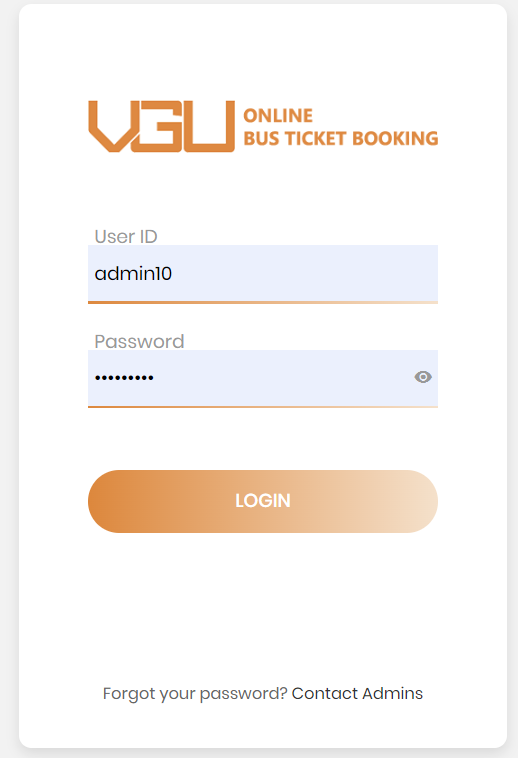 VGU ONLINE
BUS TICKET BOOKING
User ID
admin10
Password
•••••••••
LOGIN
Forgot your password? Contact Admins